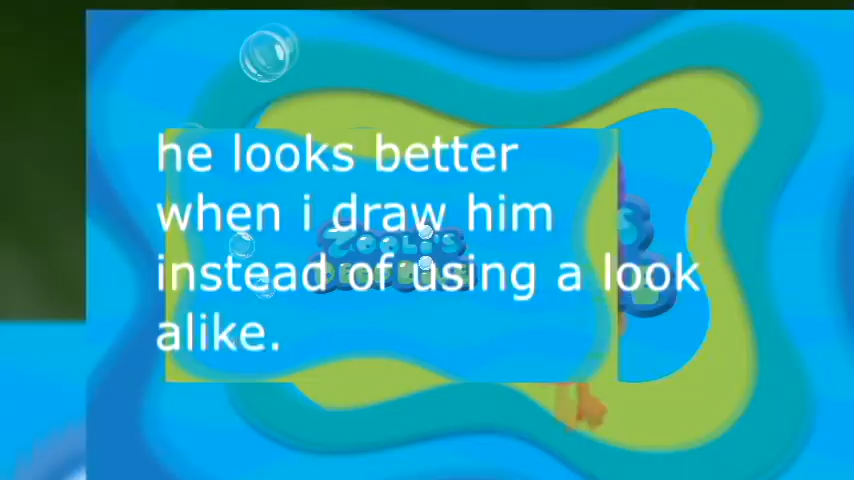 he looks better
when i draw him
instead of using a look
alike.